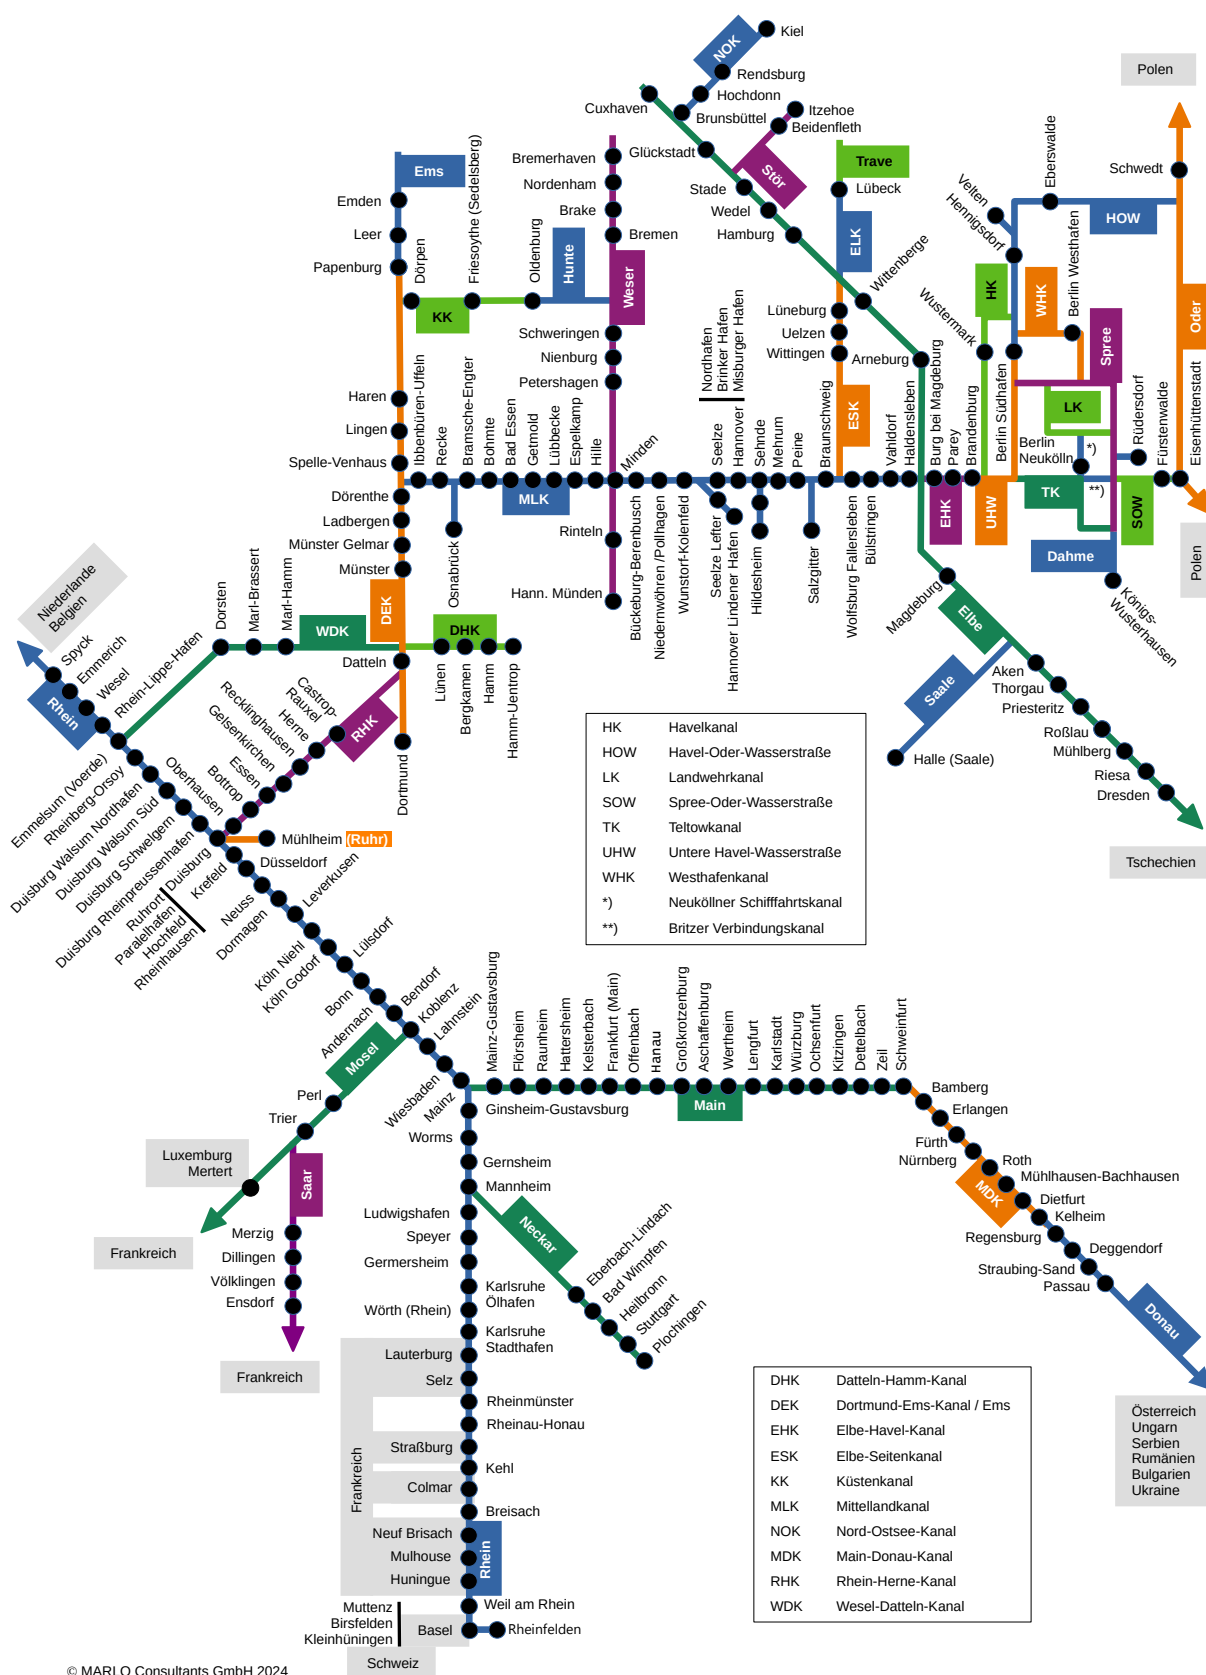 NOK
Kiel
Rendsburg
Hochdonn
Brunsbüttel
Cuxhaven
Itzehoe
Beidenfleth
Glückstadt
Stör
Stade
Wedel
Hamburg
Trave
Lübeck
ELK
Wittenberge
Polen
Schwedt
Eberswalde
HOW
Velten
Hennigsdorf
Berlin Westhafen
WHK
HK
Wustermark
Spree
Oder
Eisenhüttenstadt
LK
Rüdersdorf
Fürstenwalde
Berlin
Neukölln
*)
**)
TK
SOW
Dahme
Königs-
Wusterhausen
Polen
Ems
Emden
Leer
Papenburg
Dörpen
Friesoythe (Sedelsberg)
Oldenburg
Hunte
KK
Bremerhaven
Nordenham
Brake
Bremen
Weser
Schweringen
Nienburg
Petershagen
Minden
Rinteln
Hann. Münden
Haren
Lingen
Spelle-Venhaus
Dörenthe
Ladbergen
Münster Gelmar
Münster
DEK
Ibbenbüren-Uffeln
Recke
Bramsche-Engter
Bohmte
Bad Essen
Getmold
Lübbecke
Espelkamp
Hille
MLK
Osnabrück
Bückeburg-Berenbusch
Niedernwöhren /Pollhagen
Wunstorf-Kolenfeld
Nordhafen
Brinker Hafen
Misburger Hafen
Seelze
Hannover
Sehnde
Mehrum
Peine
Seelze Lefter
Hannover Lindener Hafen
Hildesheim
Salzgitter
Braunschweig
Lüneburg
Uelzen
Wittingen
ESK
Wolfsburg Fallersleben
Bülstringen
Vahldorf
Haldensleben
Arneburg
Burg bei Magdeburg
Parey
Brandenburg
Berlin Südhafen
EHK
UHW
Magdeburg
Elbe
Saale
Halle (Saale)
Aken
Thorgau
Priesteritz
Roßlau
Mühlberg
Riesa
Dresden
Tschechien
Niederlande
Belgien
Rhein
Spyck
Emmerich
Wesel
Rhein-Lippe-Hafen
Dorsten
Marl-Brassert
Marl-Hamm
WDK
DHK
Datteln
Lünen
Bergkamen
Hamm
Hamm-Uentrop
Dortmund
RHK
Castrop-
Rauxel
Herne
Recklinghausen
Gelsenkirchen
Essen
Bottrop
Oberhausen
Mühlheim (Ruhr)
Emmelsum (Voerde)
Rheinberg-Orsoy
Duisburg Walsum Nordhafen
Duisburg Walsum Süd
Duisburg Schwelgern
Duisburg Rheinpreussenhafen
Duisburg
Ruhrort
Paralelhafen
Hochfeld
Rheinhausen
Krefeld
Düsseldorf
Neuss
Dormagen
Leverkusen
Köln Niehl
Köln Godorf
Lülsdorf
Bonn
Andernach
Bendorf
Koblenz
Lahnstein
Wiesbaden
Mainz
Mosel
Perl
Trier
Luxemburg
Mertert
Frankreich
Saar
Merzig
Dillingen
Völklingen
Ensdorf
Frankreich
HK Havelkanal
HOW Havel-Oder-Wasserstraße
LK Landwehrkanal
SOW Spree-Oder-Wasserstraße
TK Teltowkanal
UHW Untere Havel-Wasserstraße
WHK Westhafenkanal
*) Neuköllner Schifffahrtskanal
**) Britzer Verbindungskanal
Mainz-Gustavsburg
Flörsheim
Raunheim
Hattersheim
Kelsterbach
Frankfurt (Main)
Offenbach
Hanau
Großkrotzenburg
Aschaffenburg
Wertheim
Lengfurt
Karlstadt
Würzburg
Ochsenfurt
Kitzingen
Dettelbach
Zeil
Schweinfurt
Main
Bamberg
Erlangen
Fürth
Nürnberg
Roth
Mühlhausen-Bachhausen
MDK
Dietfurt
Kelheim
Regensburg
Deggendorf
Straubing-Sand
Passau
Donau
Österreich
Ungarn
Serbien
Rumänien
Bulgarien
Ukraine
Ginsheim-Gustavsburg
Worms
Gernsheim
Mannheim
Ludwigshafen
Speyer
Germersheim
Karlsruhe
Ölhafen
Wörth (Rhein)
Karlsruhe
Stadthafen
Neckar
Eberbach-Lindach
Bad Wimpfen
Heilbronn
Stuttgart
Plochingen
Lauterburg
Selz
Rheinmünster
Rheinau-Honau
Straßburg
Kehl
Colmar
Breisach
Frankreich
Neuf Brisach
Mulhouse
Huningue
Rhein
Weil am Rhein
Muttenz
Birsfelden
Kleinhüningen
Basel
Rheinfelden
Schweiz
DHK Datteln-Hamm-Kanal
DEK Dortmund-Ems-Kanal / Ems
EHK Elbe-Havel-Kanal
ESK Elbe-Seitenkanal
KK Küstenkanal
MLK Mittellandkanal
NOK Nord-Ostsee-Kanal
MDK Main-Donau-Kanal
RHK Rhein-Herne-Kanal
WDK Wesel-Datteln-Kanal
© MARLO Consultants GmbH 2024